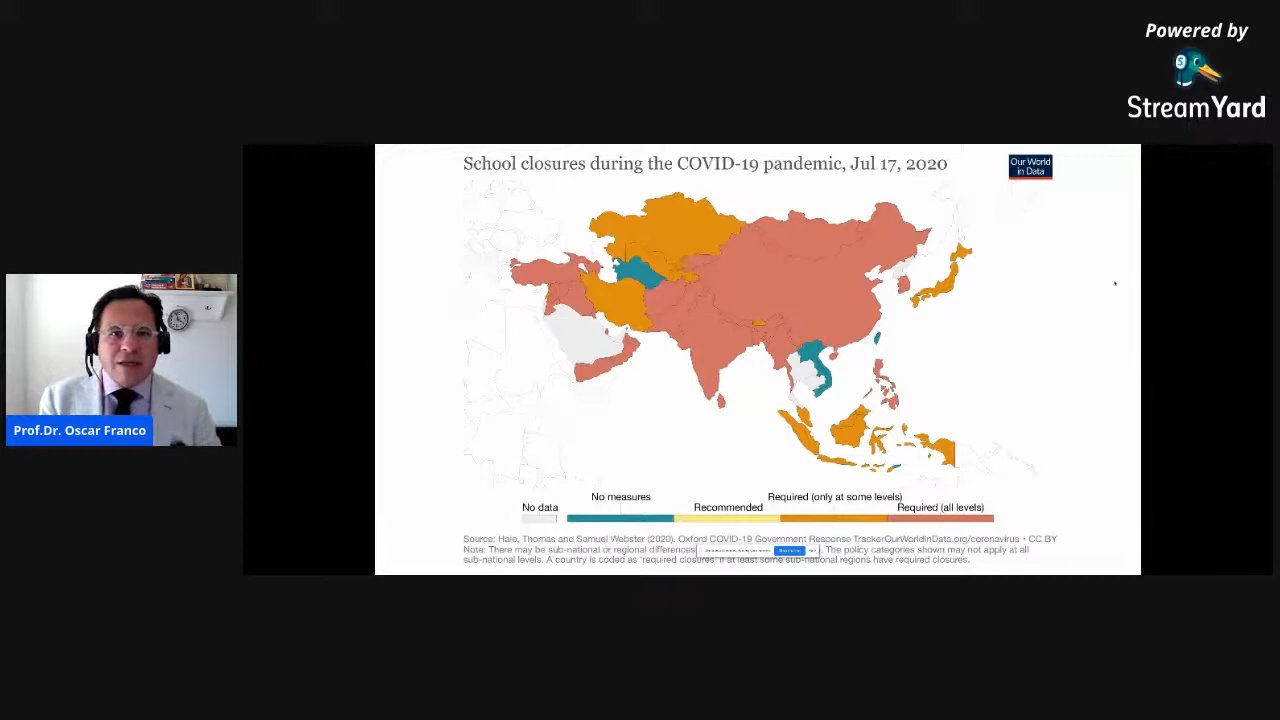 Powered by
StreamYard
School closures during the COVID-19 pandemic, Jul 17, 2020
Our World
in Data
Prof.Dr. Oscar Franco
No data
No measures
Recommended
Required (only at some levels)
Required (all levels)
Source: Hale, Thomas and Samuel Webster (2020). Oxford COVID-19 Government Response TrackerOurWorldInData.org/coronavirus • CC BY
Note: There may be sub-national or regional differences The policy categories shown may not apply at all
sub-national levels. A country is coded as 'required closures' if at least some sub-national regions have required closures.